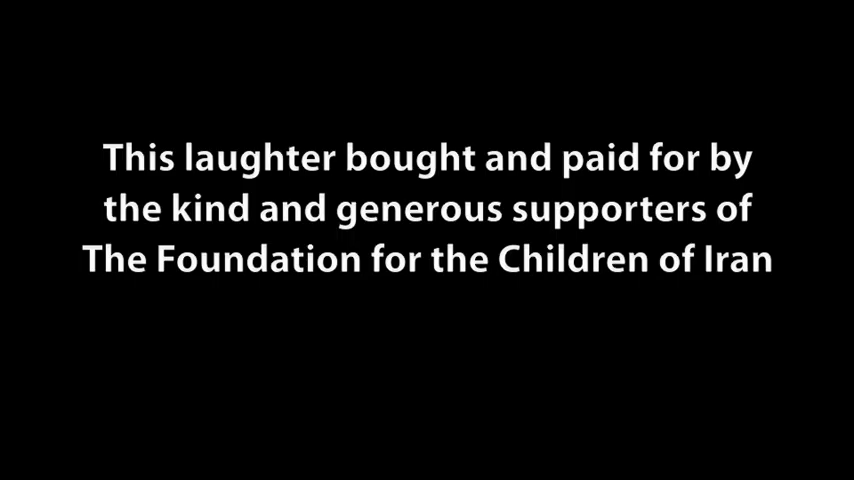 This laughter bought and paid for by
the kind and generous supporters of
The Foundation for the Children of Iran